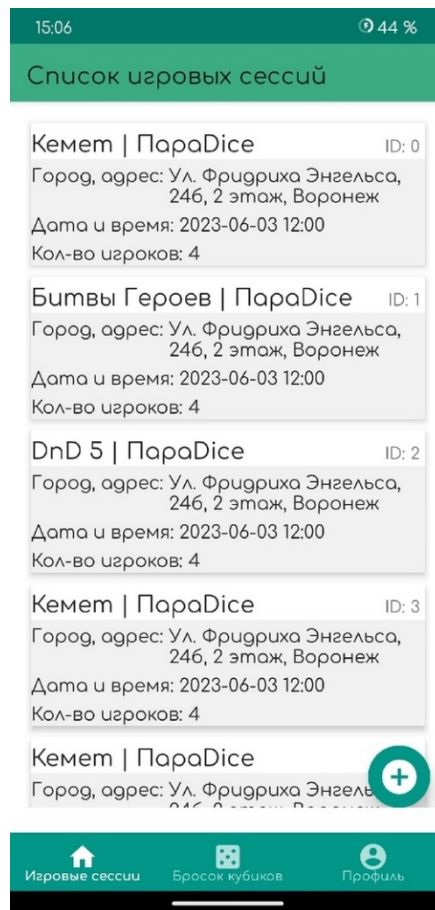 15:06 44 %
Список игровых сессий
Кемет | ПараDice ID: 0
Город, адрес: Ул. Фридриха Энгельса,
24б, 2 этаж, Воронеж
Дата и время: 2023-06-03 12:00
Кол-во игроков: 4
Битвы Героев | ПараDice ID: 1
Город, адрес: Ул. Фридриха Энгельса,
24б, 2 этаж, Воронеж
Дата и время: 2023-06-03 12:00
Кол-во игроков: 4
DnD 5 | ПараDice ID: 2
Город, адрес: Ул. Фридриха Энгельса,
24б, 2 этаж, Воронеж
Дата и время: 2023-06-03 12:00
Кол-во игроков: 4
Кемет | ПараDice ID: 3
Город, адрес: Ул. Фридриха Энгельса,
24б, 2 этаж, Воронеж
Дата и время: 2023-06-03 12:00
Кол-во игроков: 4
Кемет | ПараDice
Город, адрес: Ул. Фридриха
Игровые сессии Бросок кубиков Профиль